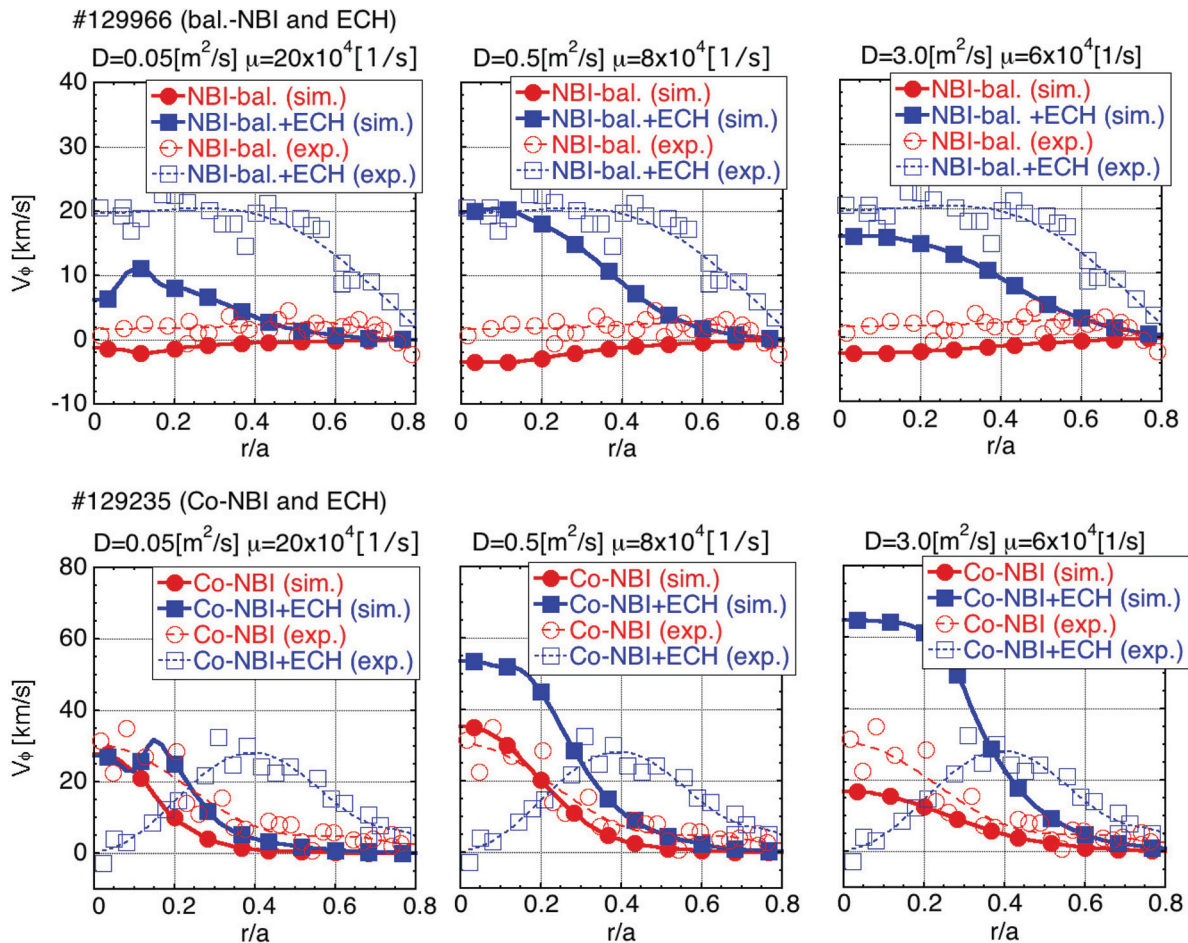 #129966 (bal.-NBI and ECH)
D=0.05[m²/s] μ=20x10⁴[1/s]
D=0.5[m²/s] μ=8x10⁴[1/s]
D=3.0[m²/s] μ=6x10⁴[1/s]
40
30
20
10
0
-10
Vϕ [km/s]
NBI-bal. (sim.)
NBI-bal.+ECH (sim.)
NBI-bal. (exp.)
NBI-bal.+ECH (exp.)
NBI-bal. (sim.)
NBI-bal.+ECH (sim.)
NBI-bal. (exp.)
NBI-bal.+ECH (exp.)
NBI-bal. (sim.)
NBI-bal. +ECH (sim.)
NBI-bal. (exp.)
NBI-bal.+ECH (exp.)
0 0.2 0.4 0.6 0.8
0 0.2 0.4 0.6 0.8
0 0.2 0.4 0.6 0.8
r/a
r/a
r/a
#129235 (Co-NBI and ECH)
D=0.05[m²/s] μ=20x10⁴[1/s]
D=0.5[m²/s] μ=8x10⁴[1/s]
D=3.0[m²/s] μ=6x10⁴[1/s]
80
60
40
20
0
Vϕ [km/s]
Co-NBI (sim.)
Co-NBI+ECH (sim.)
Co-NBI (exp.)
Co-NBI+ECH (exp.)
Co-NBI (sim.)
Co-NBI+ECH (sim.)
Co-NBI (exp.)
Co-NBI+ECH (exp.)
Co-NBI (sim.)
Co-NBI+ECH (sim.)
Co-NBI (exp.)
Co-NBI+ECH (exp.)
0 0.2 0.4 0.6 0.8
0 0.2 0.4 0.6 0.8
0 0.2 0.4 0.6 0.8
r/a
r/a
r/a